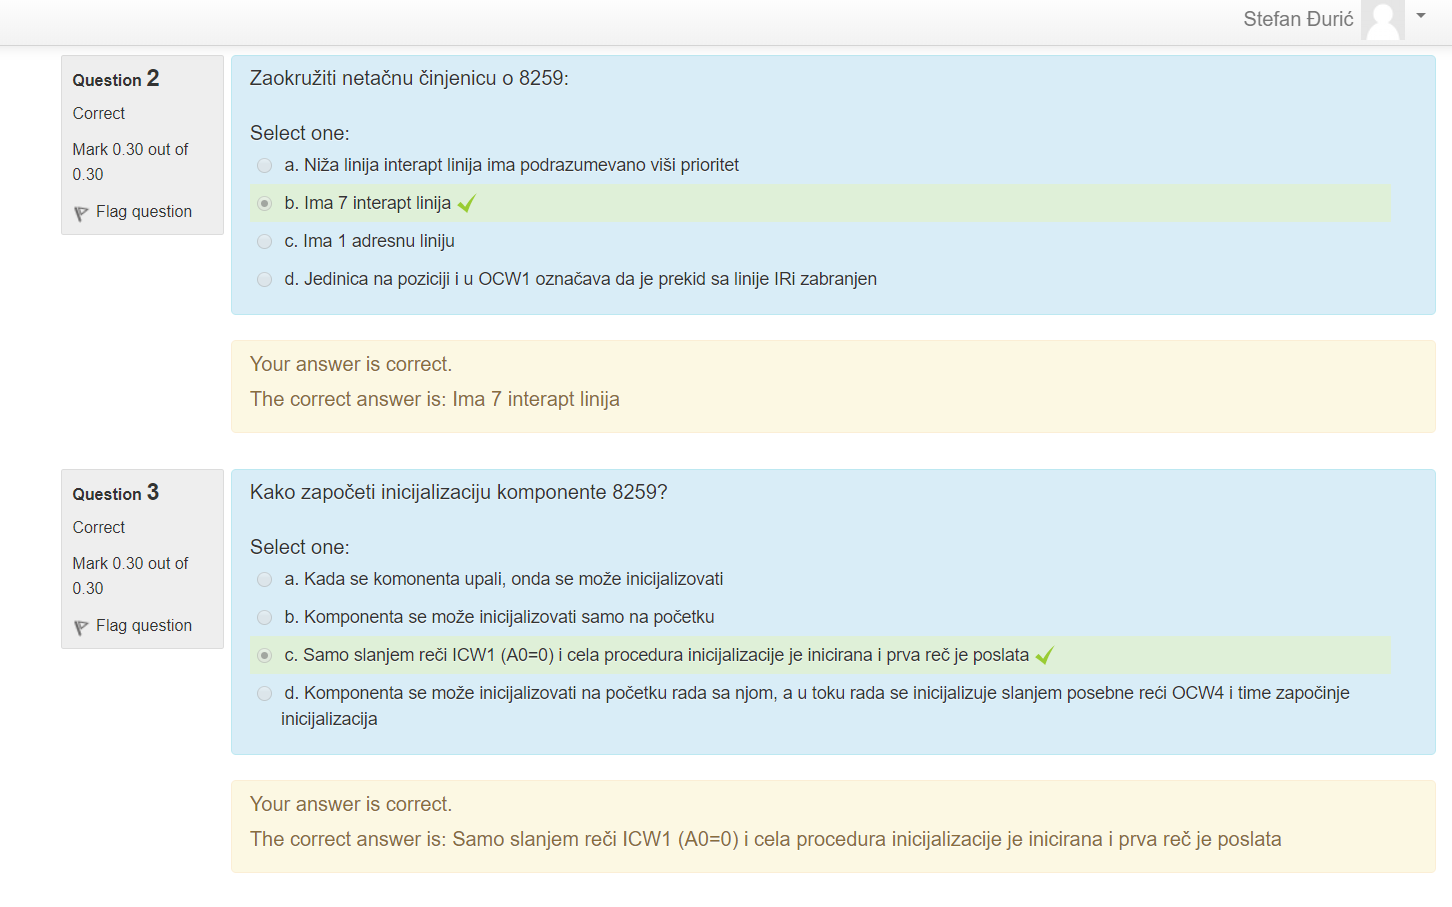 Stefan Đurić
Question 2
Correct
Mark 0.30 out of
0.30
Flag question
Zaokružiti netačnu činjenicu o 8259:
Select one:
a. Niža linija interapt linija ima podrazumevano viši prioritet
b. Ima 7 interapt linija
c. Ima 1 adresnu liniju
d. Jedinica na poziciji i u OCW1 označava da je prekid sa linije IRi zabranjen
Your answer is correct.
The correct answer is: Ima 7 interapt linija
Question 3
Correct
Mark 0.30 out of
0.30
Flag question
Kako započeti inicijalizaciju komponente 8259?
Select one:
a. Kada se komonenta upali, onda se može inicijalizovati
b. Komponenta se može inicijalizovati samo na početku
c. Samo slanjem reči ICW1 (A0=0) i cela procedura inicijalizacije je inicirana i prva reč je poslata
d. Komponenta se može inicijalizovati na početku rada sa njom, a u toku rada se inicijalizuje slanjem posebne reći OCW4 i time započinje
inicijalizacija
Your answer is correct.
The correct answer is: Samo slanjem reči ICW1 (A0=0) i cela procedura inicijalizacije je inicirana i prva reč je poslata